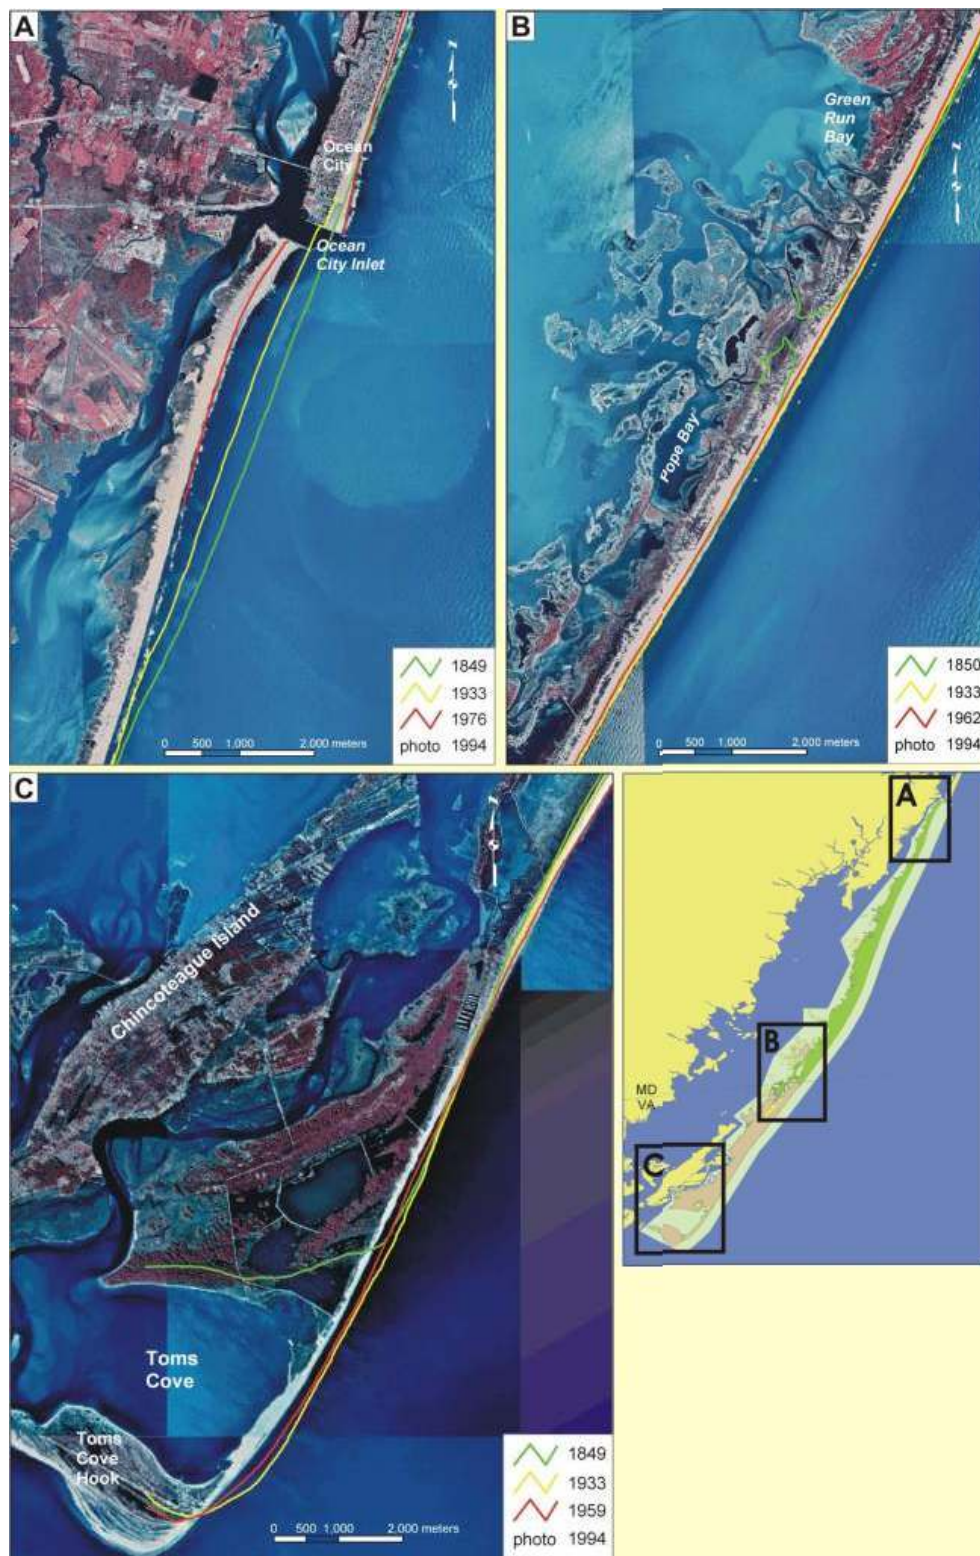 A
N
Ocean
City
Ocean
City Inlet
1849
1933
1976
photo 1994
0 500 1,000 2,000 meters
B
Green
Run
Bay
N
Pope Bay
1850
1933
1962
photo 1994
0 500 1,000 2,000 meters
C
N
Chincoteague Island
Toms
Cove
Toms
Cove
Hook
1849
1933
1959
photo 1994
0 500 1,000 2,000 meters
A
B
MD
VA
C